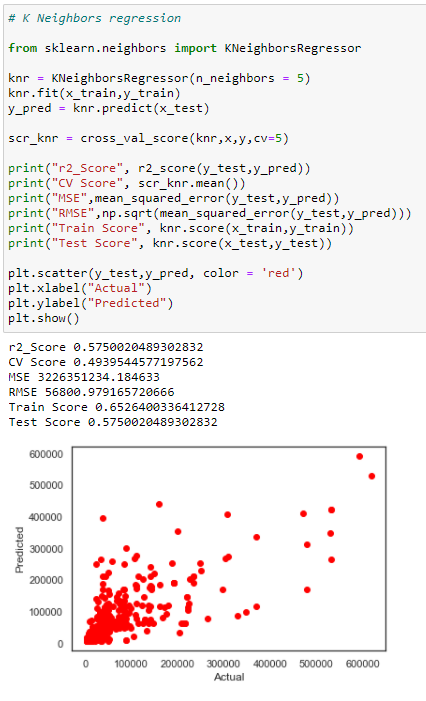 # K Neighbors regression
from sklearn.neighbors import KNeighborsRegressor
knr = KNeighborsRegressor(n_neighbors = 5)
knr.fit(x_train,y_train)
y_pred = knr.predict(x_test)
scr_knr = cross_val_score(knr,x,y,cv=5)
print("r2_Score", r2_score(y_test,y_pred))
print("CV Score", scr_knr.mean())
print("MSE",mean_squared_error(y_test,y_pred))
print("RMSE",np.sqrt(mean_squared_error(y_test,y_pred)))
print("Train Score", knr.score(x_train,y_train))
print("Test Score", knr.score(x_test,y_test))
plt.scatter(y_test,y_pred, color = 'red')
plt.xlabel("Actual")
plt.ylabel("Predicted")
plt.show()
r2_Score 0.5750020489302832
CV Score 0.4939544577197562
MSE 3226351234.184633
RMSE 56800.979165720666
Train Score 0.6526400336412728
Test Score 0.5750020489302832
600000
500000
400000
300000
200000
100000
0
Predicted
0 100000 200000 300000 400000 500000 600000
Actual